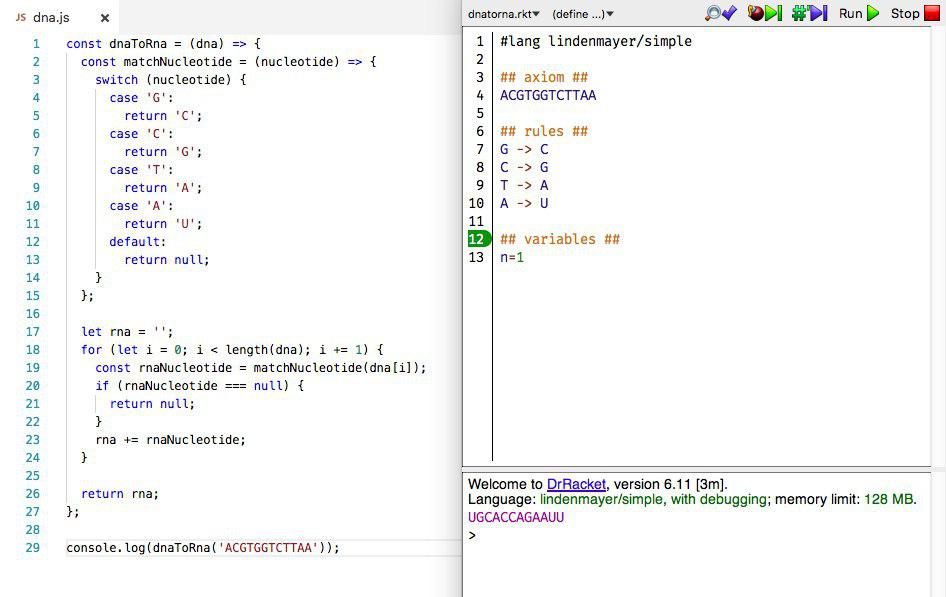 JS dna.js ×
1 const dnaToRna = (dna) => {
2 const matchNucleotide = (nucleotide) => {
3 switch (nucleotide) {
4 case 'G':
5 return 'C';
6 case 'C':
7 return 'G';
8 case 'T':
9 return 'A';
10 case 'A':
11 return 'U';
12 default:
13 return null;
14 }
15 };
16
17 let rna = '';
18 for (let i = 0; i < length(dna); i += 1) {
19 const rnaNucleotide = matchNucleotide(dna[i]);
20 if (rnaNucleotide === null) {
21 return null;
22 }
23 rna += rnaNucleotide;
24 }
25
26 return rna;
27 };
28
29 console.log(dnaToRna('ACGTGGTCTTAA'));
dnatorna.rkt▾ (define ...)▾ Run Stop
1 #lang lindenmayer/simple
2
3 ## axiom ##
4 ACGTGGTCTTAA
5
6 ## rules ##
7 G -> C
8 C -> G
9 T -> A
10 A -> U
11
12 ## variables ##
13 n=1
Welcome to DrRacket, version 6.11 [3m].
Language: lindenmayer/simple, with debugging; memory limit: 128 MB.
UGCACCAGAAUU
>